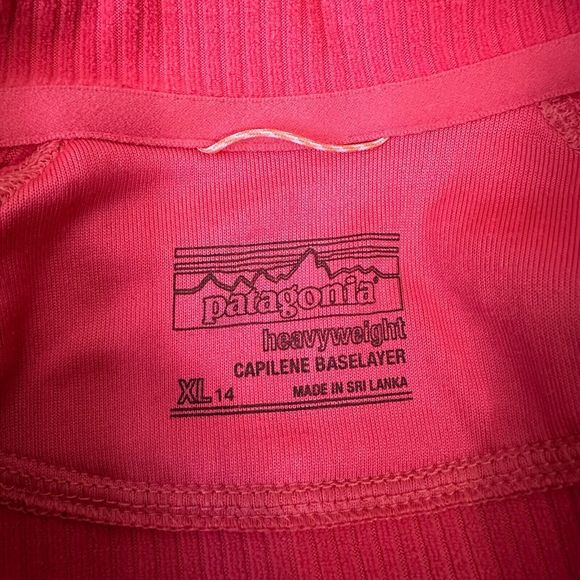 patagonia
heavyweight
CAPILENE BASELAYER
XL 14 MADE IN SRI LANKA